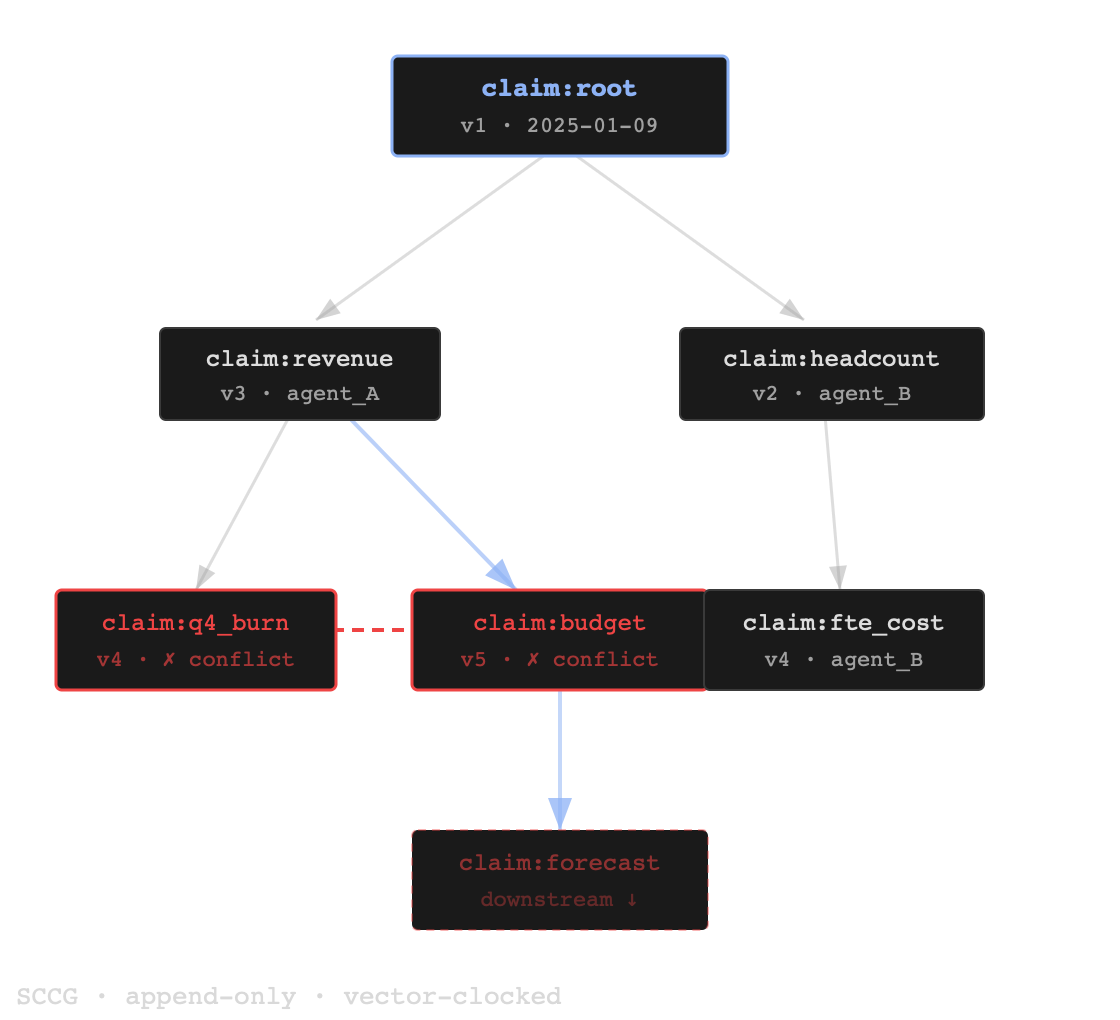 claim:root
v1 · 2025-01-09
claim:revenue
v3 · agent_A
claim:headcount
v2 · agent_B
claim:q4_burn
v4 · ✗ conflict
claim:budget
v5 · ✗ conflict
claim:fte_cost
v4 · agent_B
claim:forecast
downstream ↓
SCCG · append-only · vector-clocked